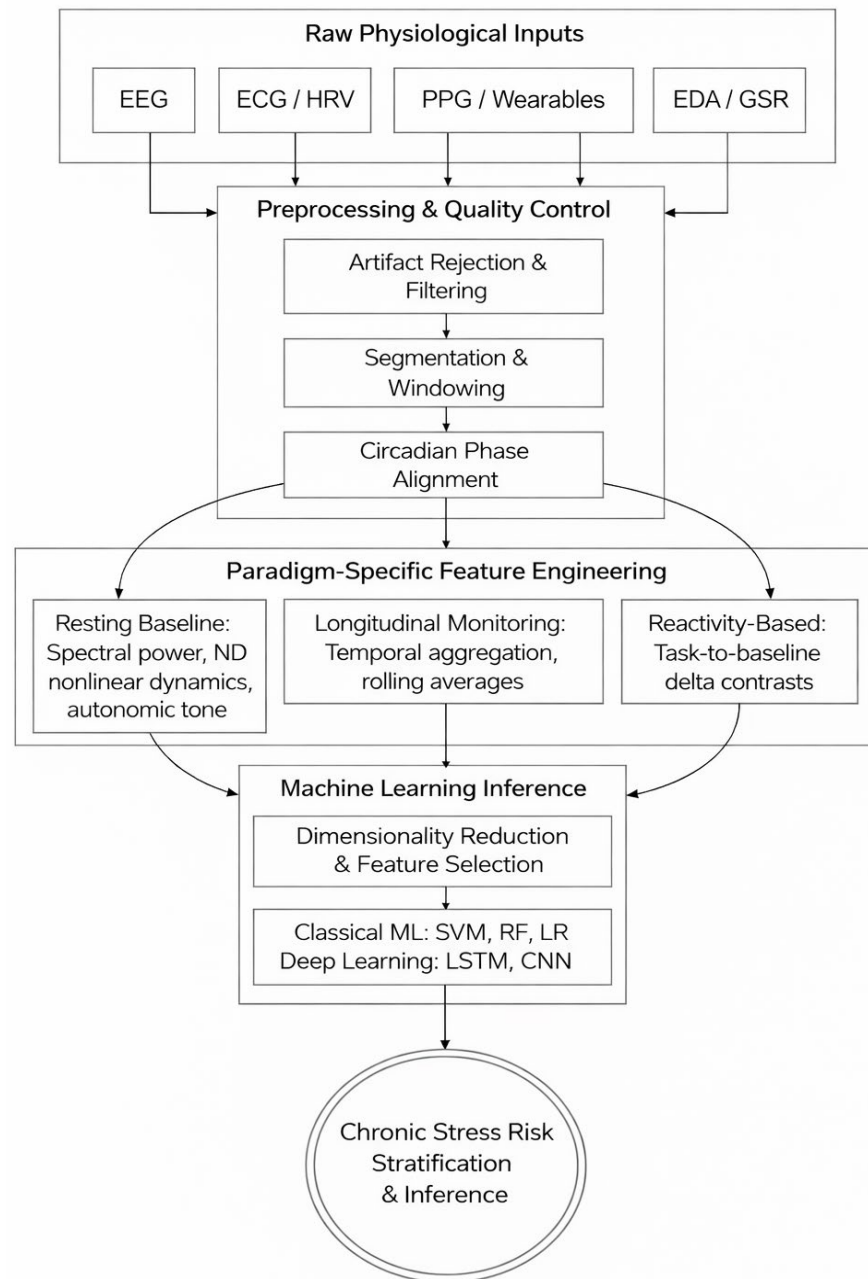 Raw Physiological Inputs
EEG
ECG / HRV
PPG / Wearables
EDA / GSR
Preprocessing & Quality Control
Artifact Rejection &
Filtering
Segmentation &
Windowing
Circadian Phase
Alignment
Paradigm-Specific Feature Engineering
Resting Baseline:
Spectral power, ND
nonlinear dynamics,
autonomic tone
Longitudinal Monitoring:
Temporal aggregation,
rolling averages
Reactivity-Based:
Task-to-baseline
delta contrasts
Machine Learning Inference
Dimensionality Reduction
& Feature Selection
Classical ML: SVM, RF, LR
Deep Learning: LSTM, CNN
Chronic Stress Risk
Stratification
& Inference